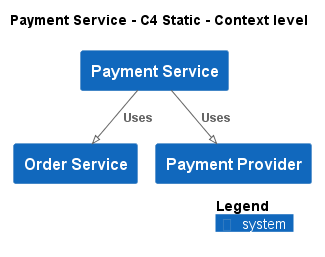 Payment Service - C4 Static - Context level
Payment Service
Uses
Uses
Order Service
Payment Provider
Legend
system